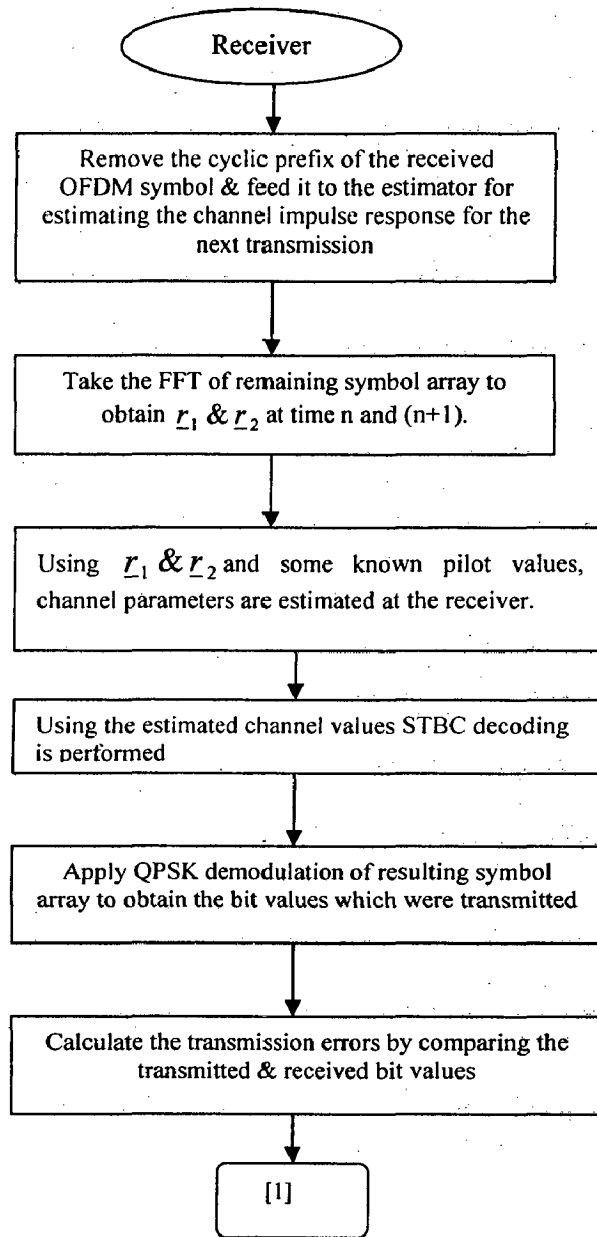 Receiver
Remove the cyclic prefix of the received
OFDM symbol & feed it to the estimator for
estimating the channel impulse response for the
next transmission
Take the FFT of remaining symbol array to
obtain r₁ & r₂ at time n and (n+1).
Using r₁ & r₂ and some known pilot values,
channel parameters are estimated at the receiver.
Using the estimated channel values STBC decoding
is performed
Apply QPSK demodulation of resulting symbol
array to obtain the bit values which were transmitted
Calculate the transmission errors by comparing the
transmitted & received bit values
[1]